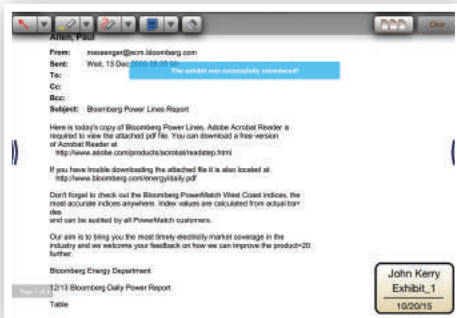 Clear
Allen, Paul
From: messenger@ecm.bloomberg.com
Sent: Wed, 13 Dec
The exhibit was successfully introduced!
To:
Cc:
Bcc:
Subject: Bloomberg Power Lines Report
Here is today's copy of Bloomberg Power Lines. Adobe Acrobat Reader is
required to view the attached pdf file. You can download a free version
of Acrobat Reader at
http://www.adobe.com/products/acrobat/readstep.html
If you have trouble downloading the attached file it is also located at
http://www.bloomberg.com/energy/daily.pdf
Don't forget to check out the Bloomberg PowerMatch West Coast indices, the
most accurate indices anywhere. Index values are calculated from actual tra=
des
and can be audited by all PowerMatch customers.
Our aim is to bring you the most timely electricity market coverage in the
industry and we welcome your feedback on how we can improve the product=20
further.
Bloomberg Energy Department
12/13 Bloomberg Daily Power Report
Table
John Kerry
Exhibit_1
10/20/15